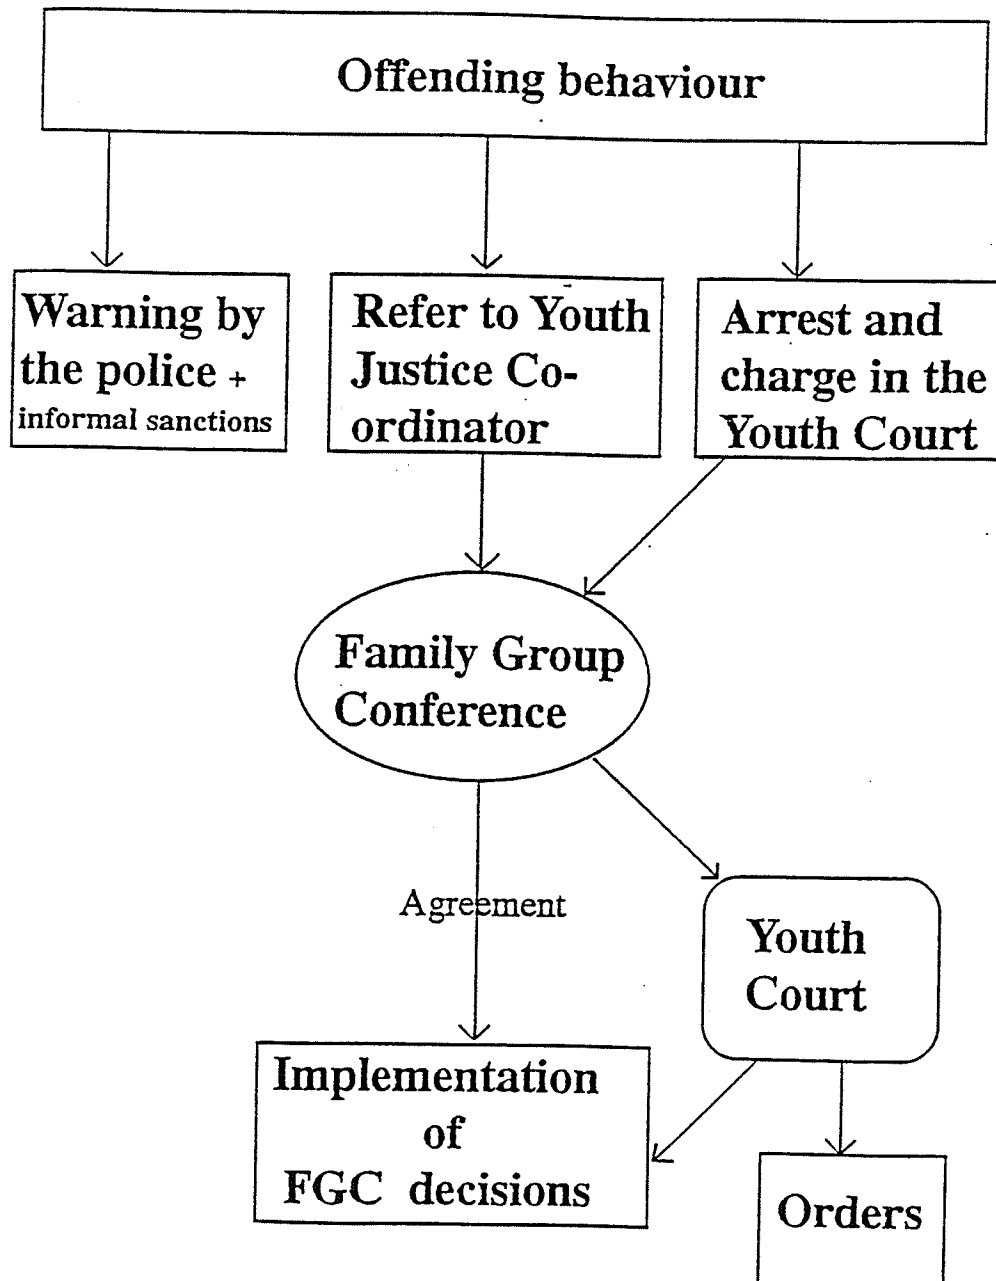 Offending behaviour
Warning by
the police +
informal sanctions
Refer to Youth
Justice Co-
ordinator
Arrest and
charge in the
Youth Court
Family Group
Conference
Agreement
Youth
Court
Implementation
of
FGC decisions
Orders